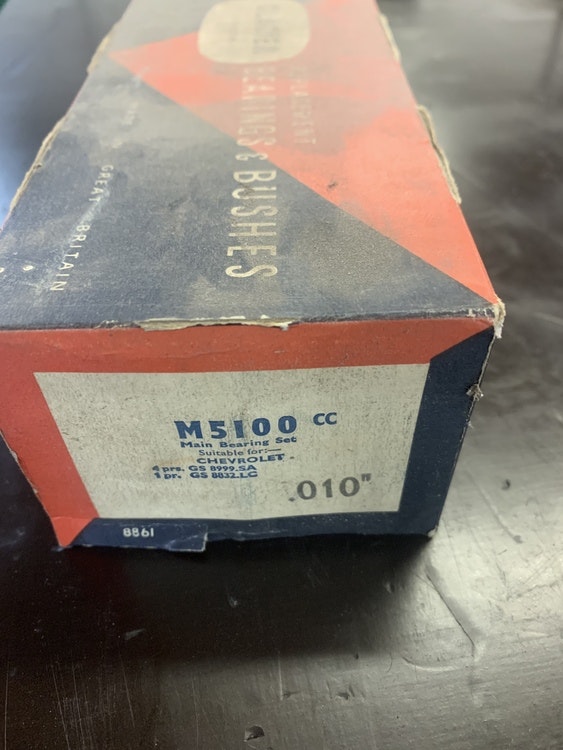 REPLACEMENT
BEARINGS & BUSHES
GREAT BRITAIN
M5100 CC
Main Bearing Set
Suitable for:—
CHEVROLET
4 prs. GS 8999.SA
1 pr. GS 8832.LG
.010"
8861